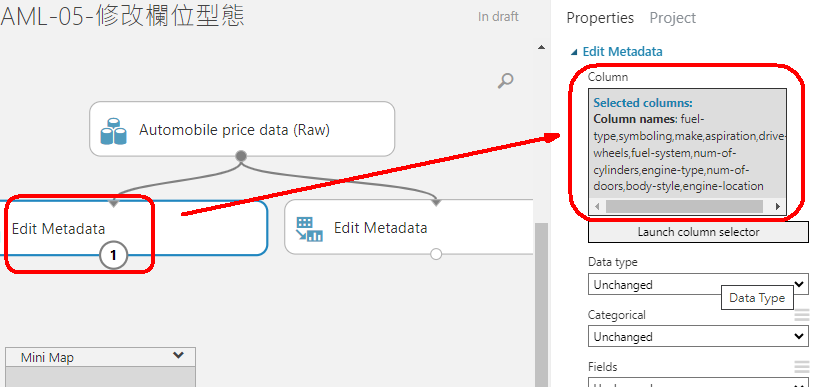 AML-05-修改欄位型態
In draft
Automobile price data (Raw)
Edit Metadata
1
Edit Metadata
Mini Map
Properties Project
Edit Metadata
Column
Selected columns:
Column names: fuel-
type,symboling,make,aspiration,drive-
wheels,fuel-system,num-of-
cylinders,engine-type,num-of-
doors,body-style,engine-location
Launch column selector
Data type
Unchanged
Data Type
Categorical
Unchanged
Fields